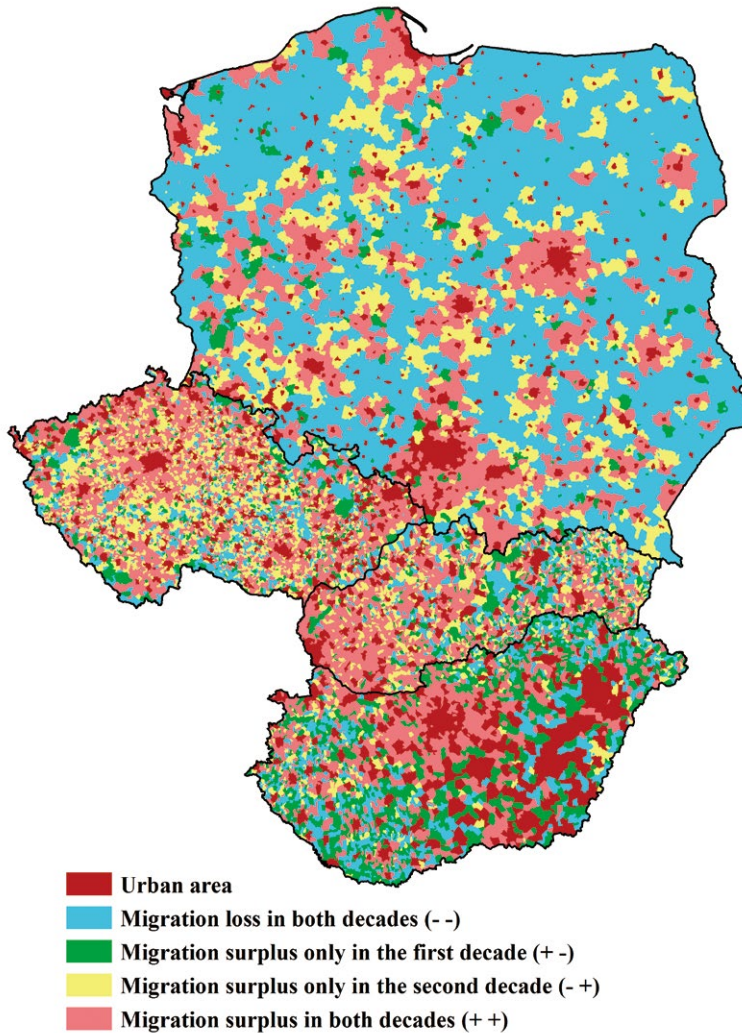 Urban area
Migration loss in both decades (- -)
Migration surplus only in the first decade (+ -)
Migration surplus only in the second decade (- +)
Migration surplus in both decades (+ +)